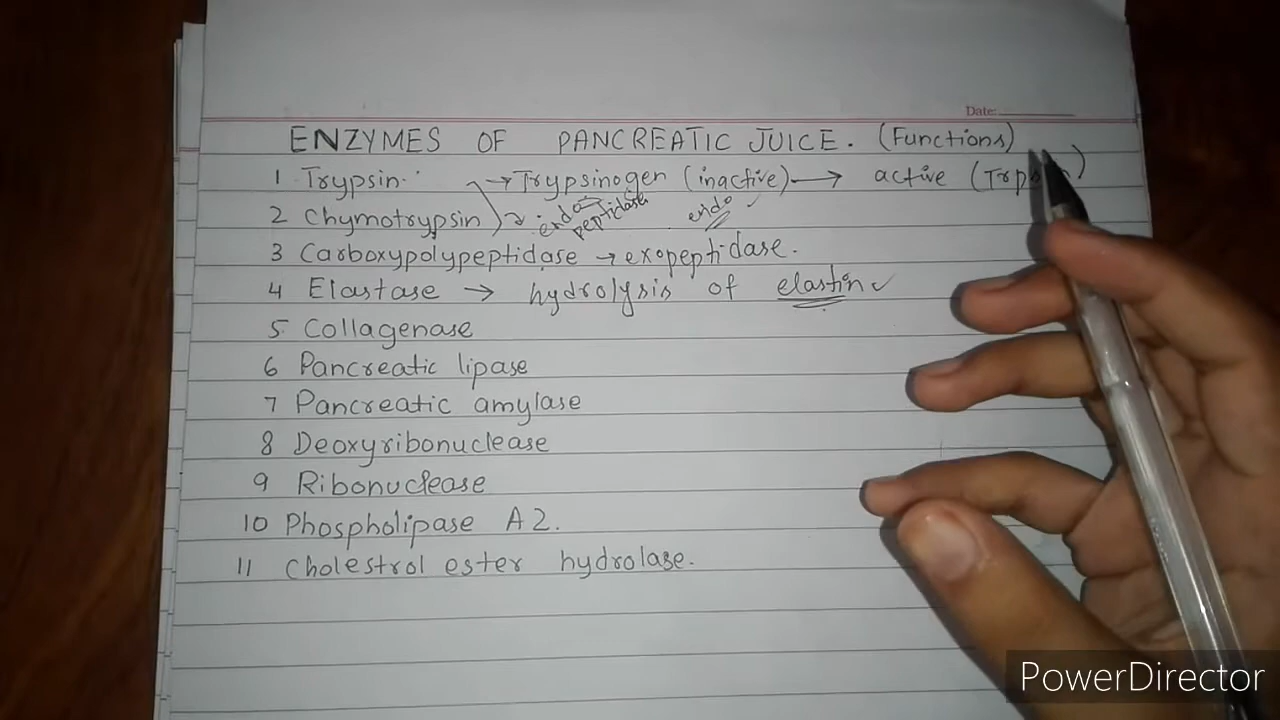 Date:
ENZYMES OF PANCREATIC JUICE. (Functions)
1 Trypsin → Trypsinogen (inactive) → active
2 Chymotrypsin endo peptidase endo ✓
3 Carboxypolypeptidase → exopeptidase.
4 Elastase → hydrolysis of elastin ✓
5 Collagenase
6 Pancreatic lipase
7 Pancreatic amylase
8 Deoxyribonuclease
9 Ribonuclease
10 Phospholipase A2.
11 Cholestrol ester hydrolase.
PowerDirector